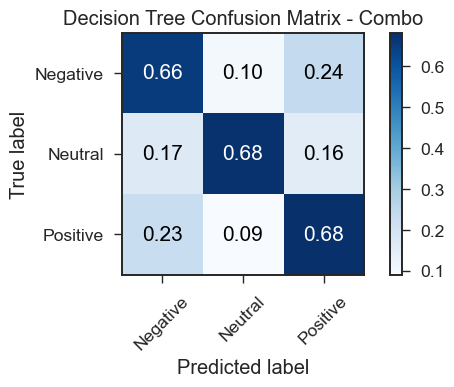 Decision Tree Confusion Matrix - Combo
True label
Negative 0.66 0.10 0.24
Neutral 0.17 0.68 0.16
Positive 0.23 0.09 0.68
Negative Neutral Positive
Predicted label
0.6
0.5
0.4
0.3
0.2
0.1